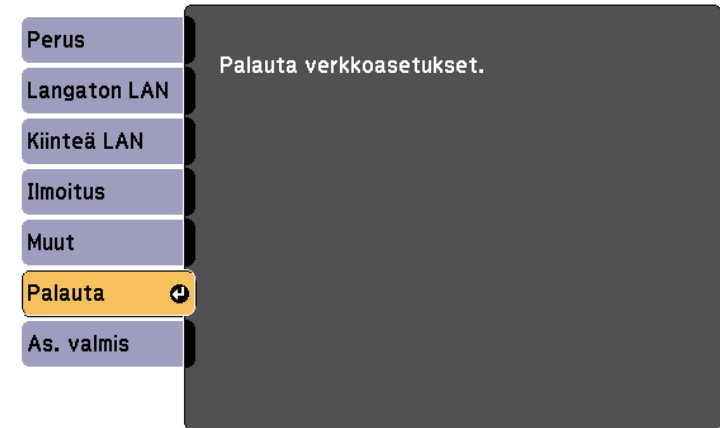 Perus
Langaton LAN
Kiinteä LAN
Ilmoitus
Muut
Palauta
As. valmis
Palauta verkkoasetukset.